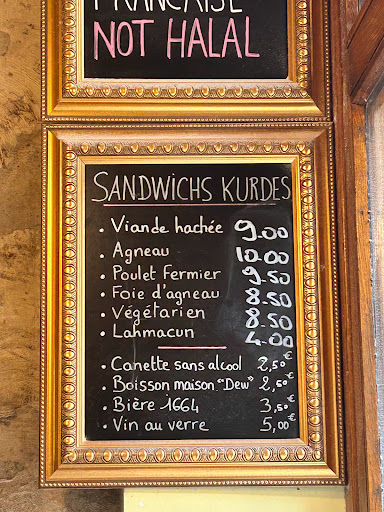 FRANÇAISE
NOT HALAL
SANDWICHS KURDES
. Viande hachée 9.00
. Agneau 10.00
. Poulet Fermier 9.50
. Foie d'agneau 8.50
. Végétarien 8.50
. Lahmacun 4.00
. Canette sans alcool 2,50€
. Boisson maison "Dew" 2,50€
. Bière 1664 3,50€
. Vin au verre 5,00€